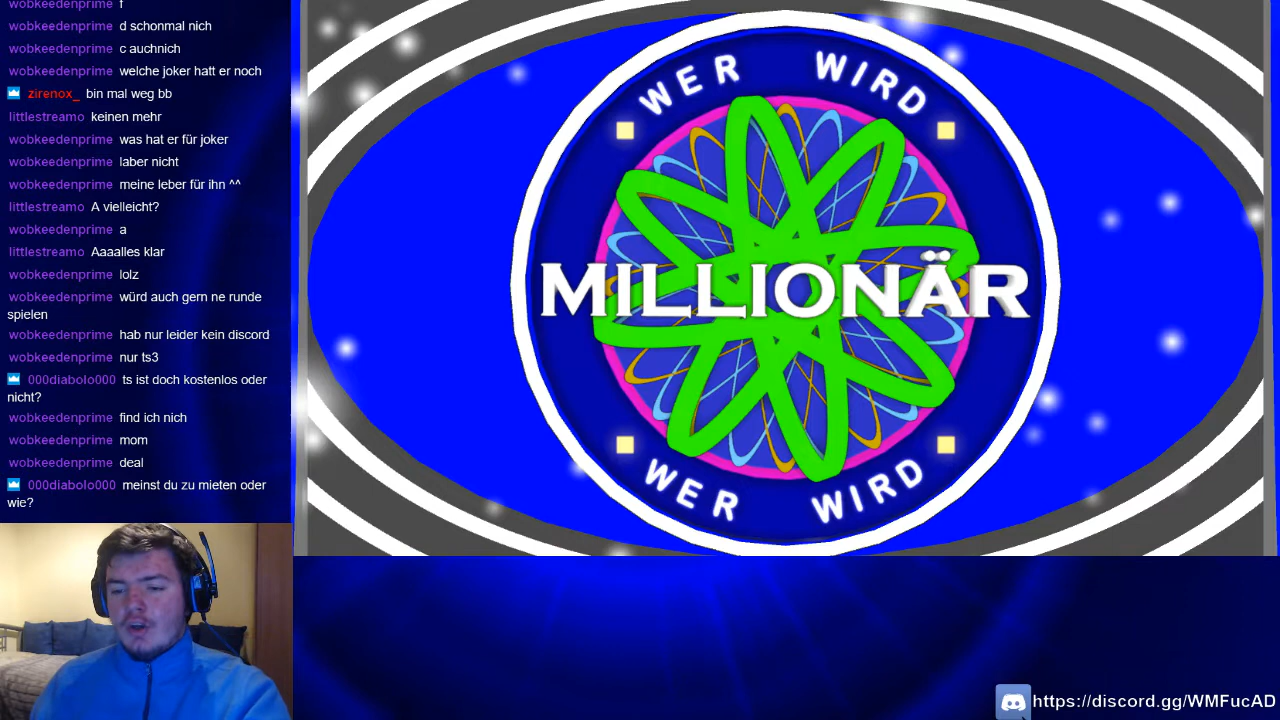 wobkeedenprime f
wobkeedenprime d schonmal nich
wobkeedenprime c auchnich
wobkeedenprime welche joker hatt er noch
zirenox_ bin mal weg bb
littlestreamo keinen mehr
wobkeedenprime was hat er für joker
wobkeedenprime laber nicht
wobkeedenprime meine leber für ihn ^^
littlestreamo A vielleicht?
wobkeedenprime a
littlestreamo Aaaalles klar
wobkeedenprime lolz
wobkeedenprime würd auch gern ne runde
spielen
wobkeedenprime hab nur leider kein discord
wobkeedenprime nur ts3
000diabolo000 ts ist doch kostenlos oder
nicht?
wobkeedenprime find ich nich
wobkeedenprime mom
wobkeedenprime deal
000diabolo000 meinst du zu mieten oder
wie?
WER WIRD
MILLIONÄR
WER WIRD
https://discord.gg/WMFucAD